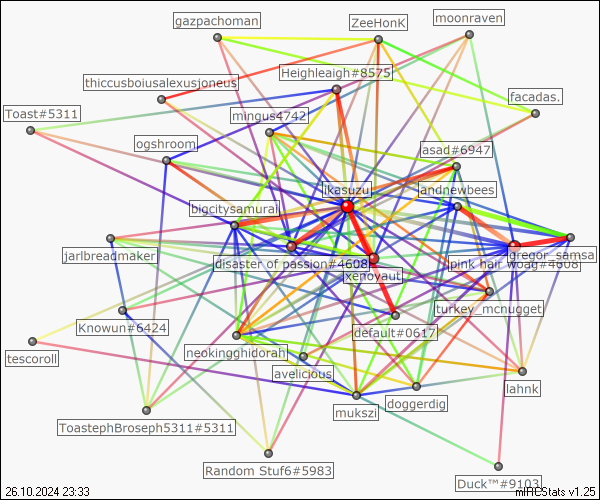 gazpachoman
ZeeHonK
moonraven
Heighleaigh#8575
thiccusboiusalexusjoneus
facadas.
Toast#5311
mingus4742
ogshroom
asad#6947
Ikasuzu
andnewbees
bigcitysamurai
jarlbreadmaker
gregor_samsa
disaster of passion#4608
pink hair woag#4608
xenovaut
turkey_mcnugget
Knowun#6424
default#0617
tescoroll
neokingghidorah
avelicious
lahnk
doggerdig
mukszi
ToastephBroseph5311#5311
Random Stuf6#5983
Duck™#9103
26.10.2024 23:33
mIRCStats v1.25